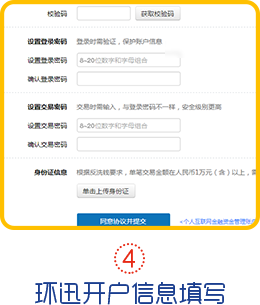 校验码 获取校验码
设置登录密码 登录时需验证，保护账户信息
设置登录密码 6-20位数字和字母组合
确认登录密码
设置交易密码 交易时需输入，与登录密码不一样，安全级别更高
设置交易密码 8-20位数字和字母组合
确认交易密码
身份证信息 根据反洗钱要求，单笔交易金额在人民币1万元（含）以上，需
单击上传身份证
同意协议并提交 «个人互联网金融资金管理账
4
环迅开户信息填写